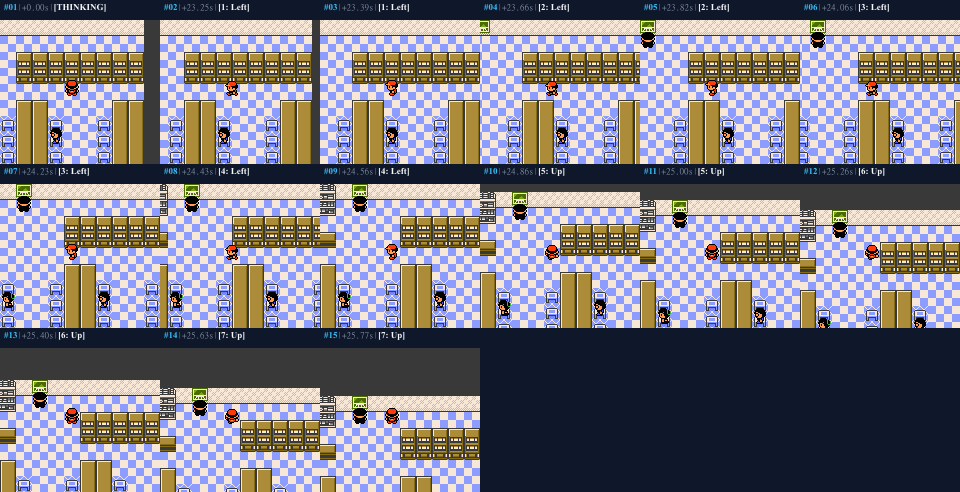 #01 | +0.00s | [THINKING]
#02 | +23.25s | [1: Left]
#03 | +23.39s | [1: Left]
#04 | +23.66s | [2: Left]
#05 | +23.82s | [2: Left]
#06 | +24.06s | [3: Left]
#07 | +24.23s | [3: Left]
#08 | +24.43s | [4: Left]
#09 | +24.56s | [4: Left]
#10 | +24.86s | [5: Up]
#11 | +25.00s | [5: Up]
#12 | +25.26s | [6: Up]
#13 | +25.40s | [6: Up]
#14 | +25.63s | [7: Up]
#15 | +25.77s | [7: Up]